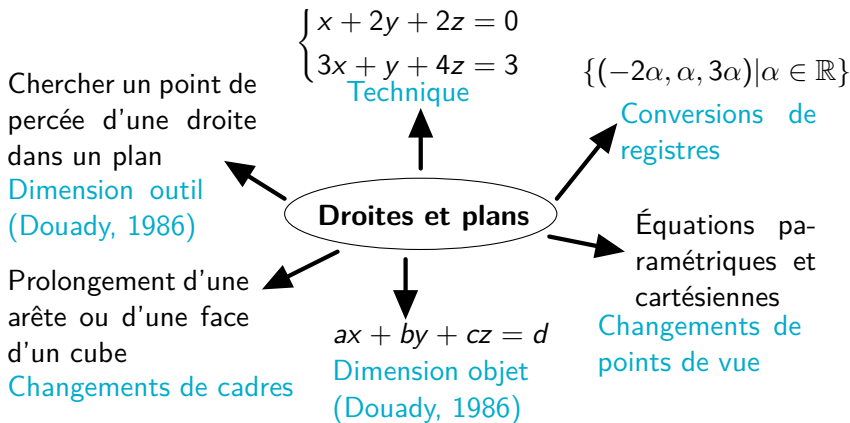 x + 2y + 2z = 0
3x + y + 4z = 3
Technique
{(−2α, α, 3α)|α ∈ ℝ}
Conversions de
registres
Chercher un point de
percée d'une droite
dans un plan
Dimension outil
(Douady, 1986)
Droites et plans
Équations pa-
ramétriques et
cartésiennes
Changements de
points de vue
Prolongement d'une
arête ou d'une face
d'un cube
Changements de cadres
ax + by + cz = d
Dimension objet
(Douady, 1986)